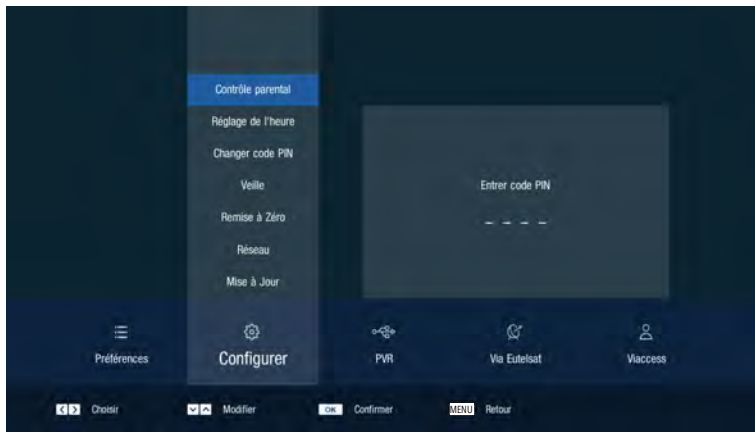 Contrôle parental
Réglage de l'heure
Changer code PIN
Veille
Remise à Zéro
Réseau
Mise à Jour
Entrer code PIN
_ _ _ _
Préférences
Configurer
PVR
Via Eutelsat
Viaccess
Choisir
Modifier
OK Confirmer
MENU Retour